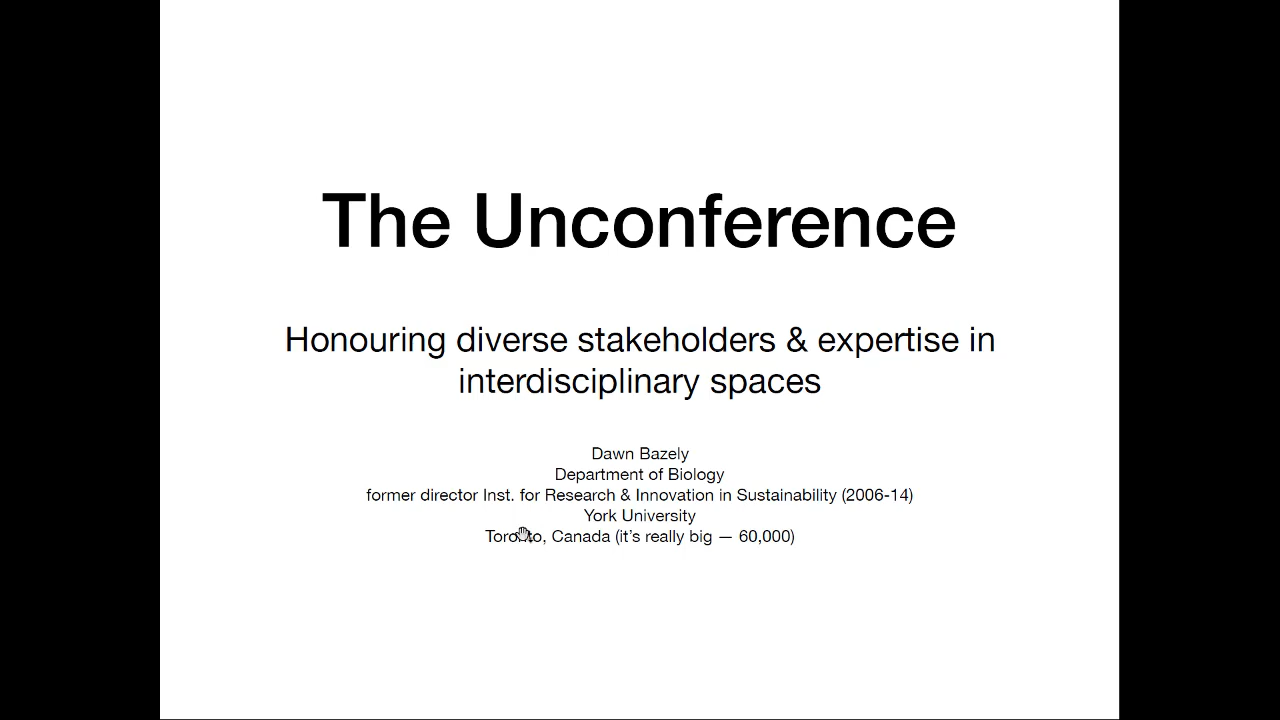 The Unconference
Honouring diverse stakeholders & expertise in
interdisciplinary spaces
Dawn Bazely
Department of Biology
former director Inst. for Research & Innovation in Sustainability (2006-14)
York University
Toronto, Canada (it’s really big — 60,000)